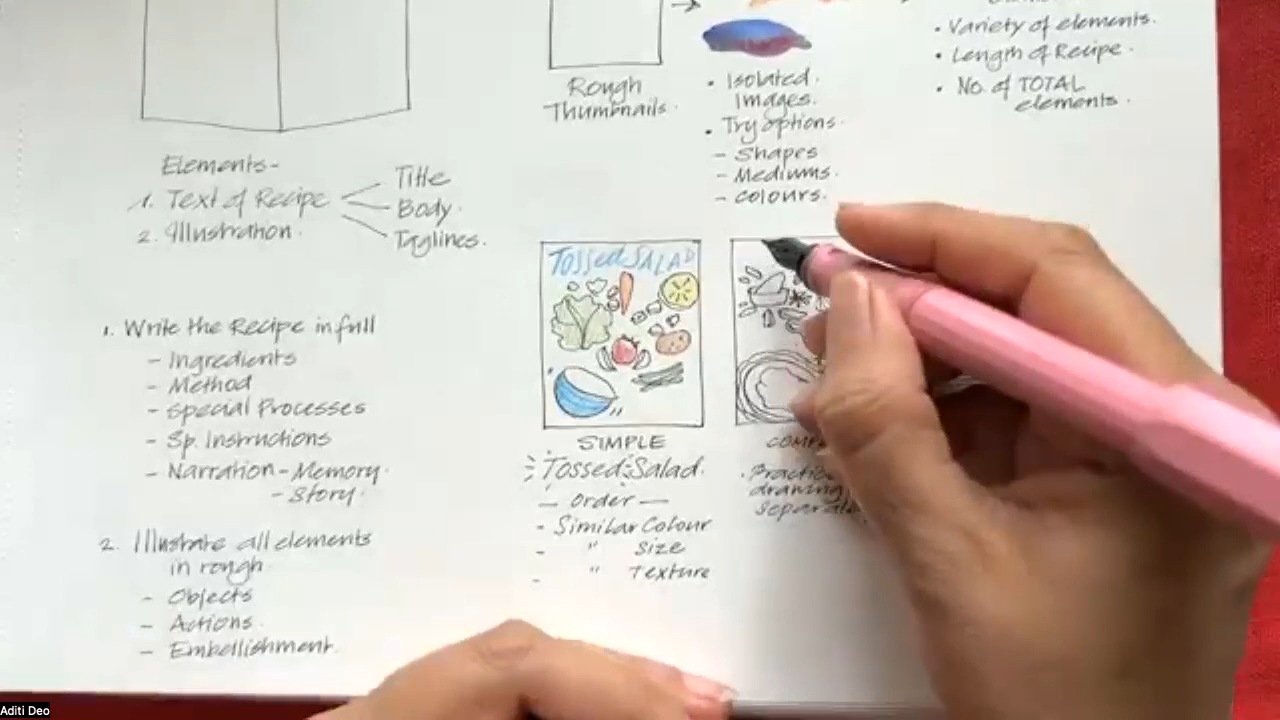 Elements-
1. Text of Recipe
Title
Body.
Taglines.
2. Illustration.
1. Write the Recipe in full
- Ingredients
- Method
- Special Processes
- Sp. Instructions
- Narration - Memory.
- Story.
2. Illustrate all elements
in rough.
- Objects
- Actions.
- Embellishment.
Rough
Thumbnails.
• Isolated.
Images.
• Try options.
- Shapes
- Mediums.
- Colours.
• Variety of elements.
• Length of Recipe.
• No. of TOTAL
elements.
Tossed SALAD
SIMPLE
Tossed Salad.
- Order -
- Similar Colour
- " Size
- " Texture
drawing
Aditi Deo